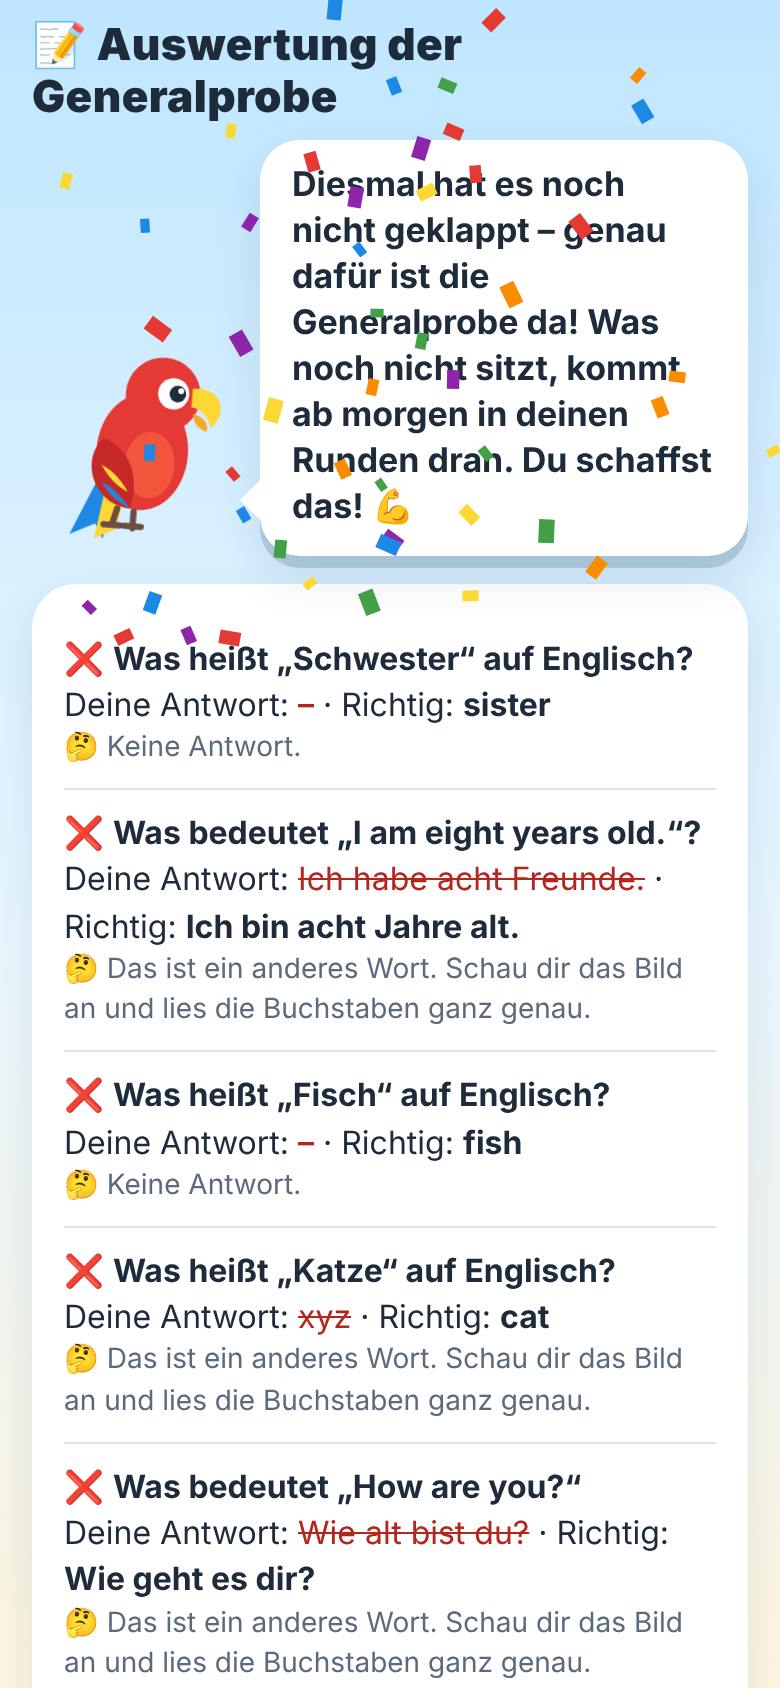 📝 Auswertung der
Generalprobe
Diesmal hat es noch
nicht geklappt – genau
dafür ist die
Generalprobe da! Was
noch nicht sitzt, kommt
ab morgen in deinen
Runden dran. Du schaffst
das! 💪
❌ Was heißt „Schwester“ auf Englisch?
Deine Antwort: – · Richtig: sister
🤔 Keine Antwort.
❌ Was bedeutet „I am eight years old.“?
Deine Antwort: Ich habe acht Freunde. ·
Richtig: Ich bin acht Jahre alt.
🤔 Das ist ein anderes Wort. Schau dir das Bild
an und lies die Buchstaben ganz genau.
❌ Was heißt „Fisch“ auf Englisch?
Deine Antwort: – · Richtig: fish
🤔 Keine Antwort.
❌ Was heißt „Katze“ auf Englisch?
Deine Antwort: xyz · Richtig: cat
🤔 Das ist ein anderes Wort. Schau dir das Bild
an und lies die Buchstaben ganz genau.
❌ Was bedeutet „How are you?“
Deine Antwort: Wie alt bist du? · Richtig:
Wie geht es dir?
🤔 Das ist ein anderes Wort. Schau dir das Bild
an und lies die Buchstaben ganz genau.